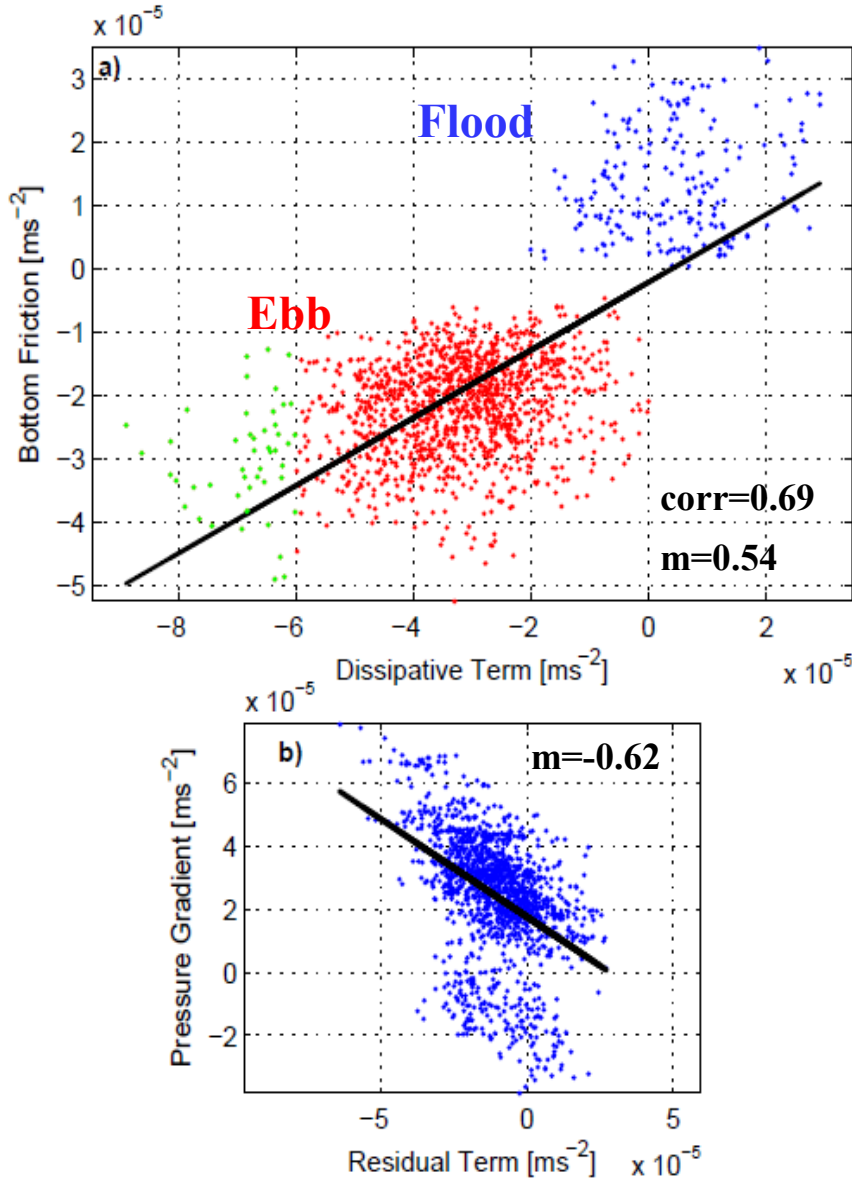 x 10⁻⁵
a)
3
2
1
0
−1
−2
−3
−4
−5
Bottom Friction [ms⁻²]
Flood
Ebb
corr=0.69
m=0.54
−8 −6 −4 −2 0 2
Dissipative Term [ms⁻²]
x 10⁻⁵
x 10⁻⁵
b)
m=-0.62
6
4
2
0
−2
Pressure Gradient [ms⁻²]
−5 0 5
Residual Term [ms⁻²]
x 10⁻⁵